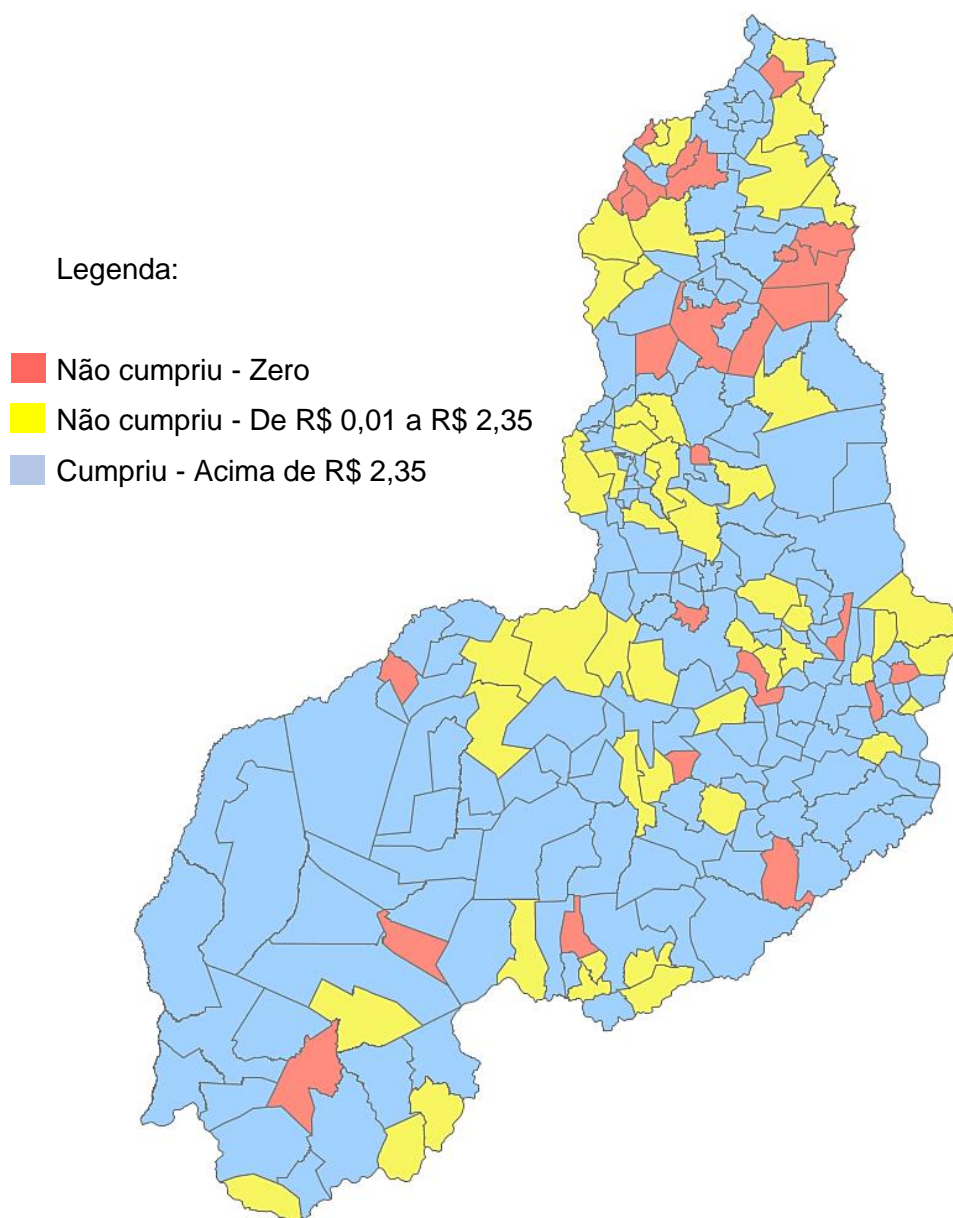 Legenda:
Não cumpriu - Zero
Não cumpriu - De R$ 0,01 a R$ 2,35
Cumpriu - Acima de R$ 2,35